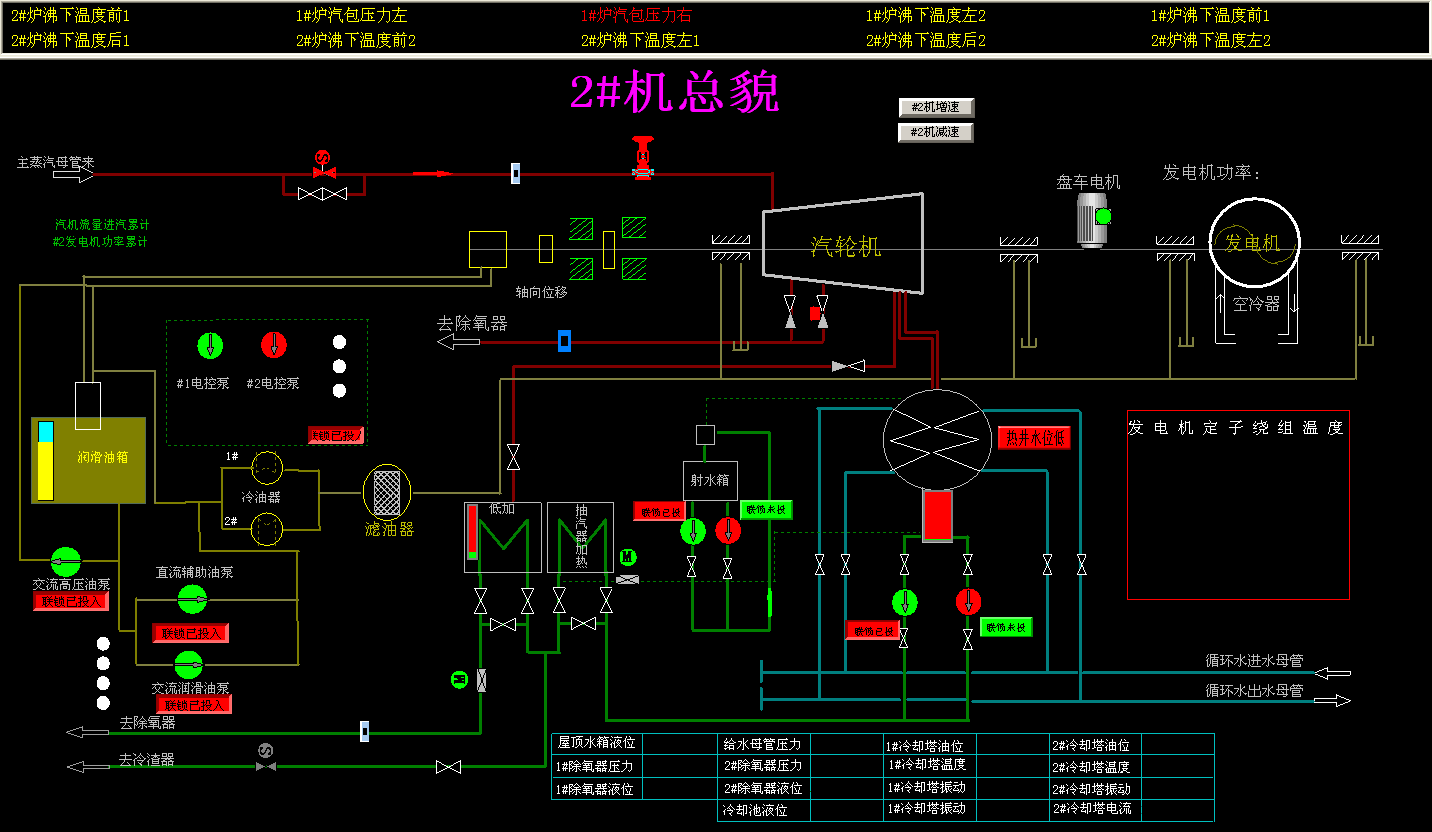 2#炉沸下温度前1 1#炉汽包压力左 1#炉汽包压力右 1#炉沸下温度左2 1#炉沸下温度前1
2#炉沸下温度后1 2#炉沸下温度前2 2#炉沸下温度左1 2#炉沸下温度后2 2#炉沸下温度左2
2#机总貌
#2机增速
#2机减速
主蒸汽母管来
盘车电机
发电机功率:
汽机流量进汽累计
#2发电机功率累计
汽轮机
发电机
轴向位移
空冷器
去除氧器
#1电控泵 #2电控泵
联锁已投入
发电机定子绕组温度
热井水位低
润滑油箱
1#
冷油器
2#
滤油器
射水箱
低加
抽汽器加热
联锁已投
联锁未投
M
交流高压油泵
联锁已投入
直流辅助油泵
联锁已投入
联锁已投
联锁未投
循环水进水母管
交流润滑油泵
联锁已投入
M
循环水出水母管
去除氧器
去冷渣器
屋顶水箱液位 给水母管压力 1#冷却塔油位 2#冷却塔油位
1#除氧器压力 2#除氧器压力 1#冷却塔温度 2#冷却塔温度
1#除氧器液位 2#除氧器液位 1#冷却塔振动 2#冷却塔振动
冷却池液位 1#冷却塔振动 2#冷却塔电流